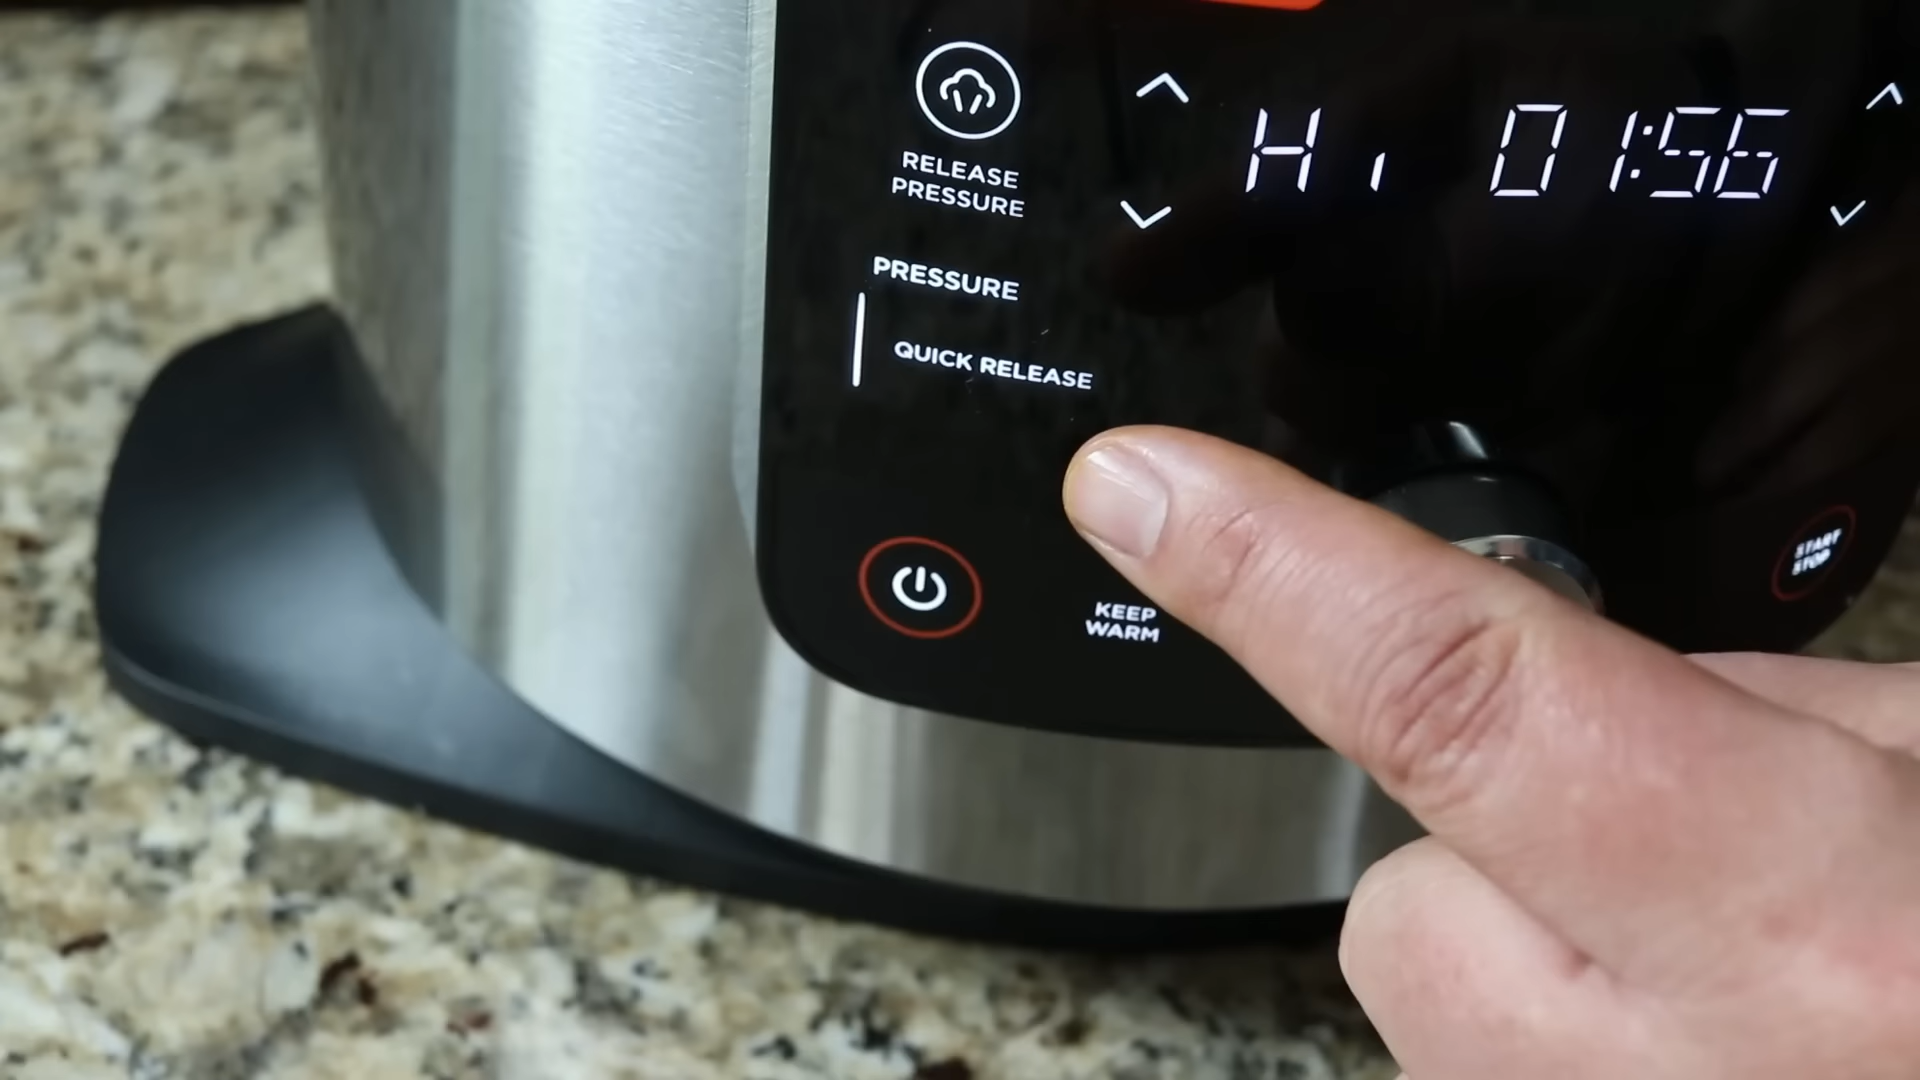 Hi 01:56
RELEASE
PRESSURE
PRESSURE
QUICK RELEASE
START
STOP
KEEP
WARM